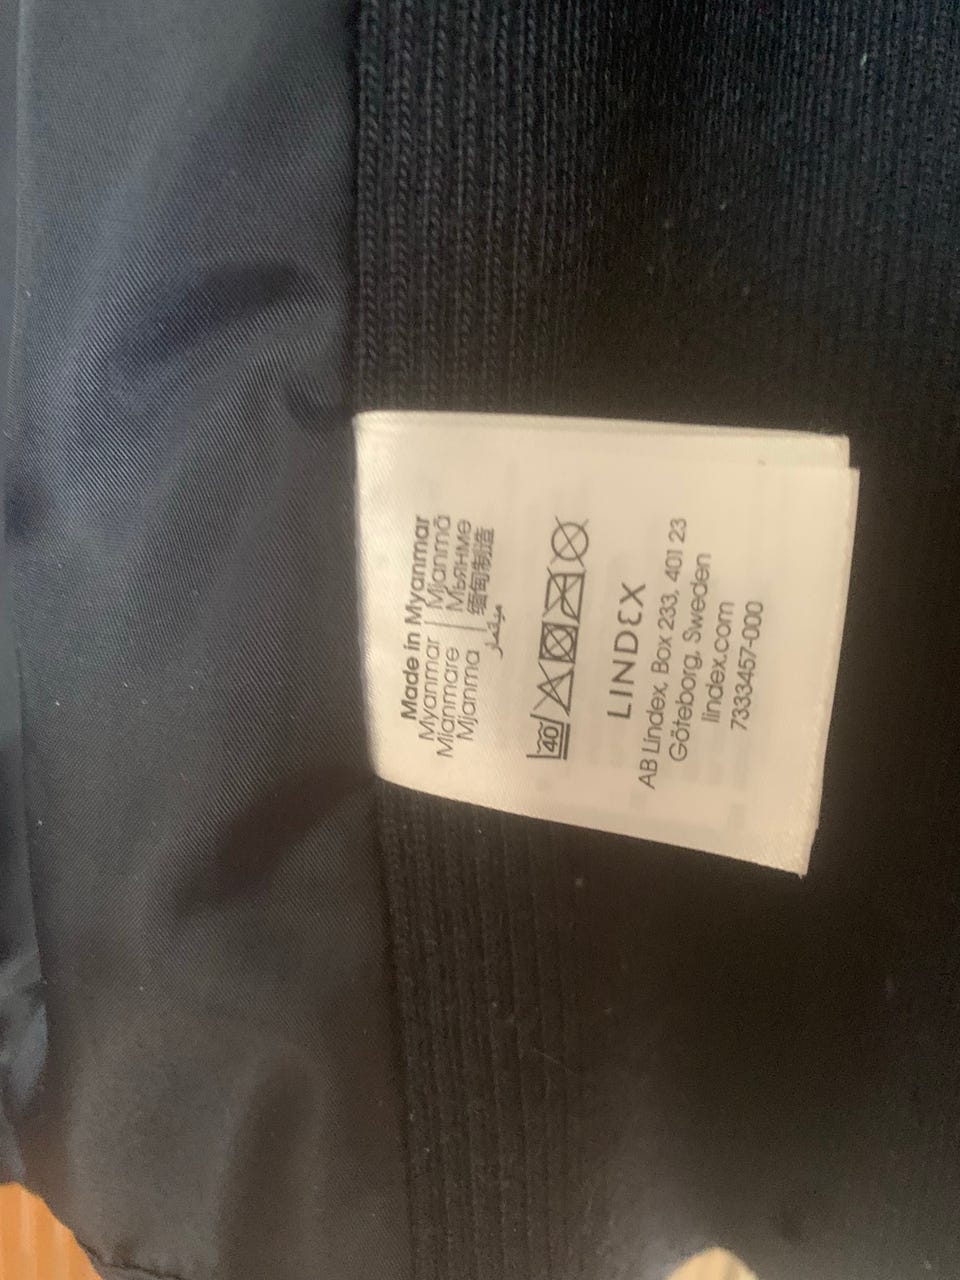 Made in Myanmar
Myanmar | Mjanmā
Mianmare | Мьянме
Mjanma | 缅甸制造
ميانمار
40
LINDEX
AB Lindex, Box 233, 401 23
Göteborg, Sweden
lindex.com
7333457-000